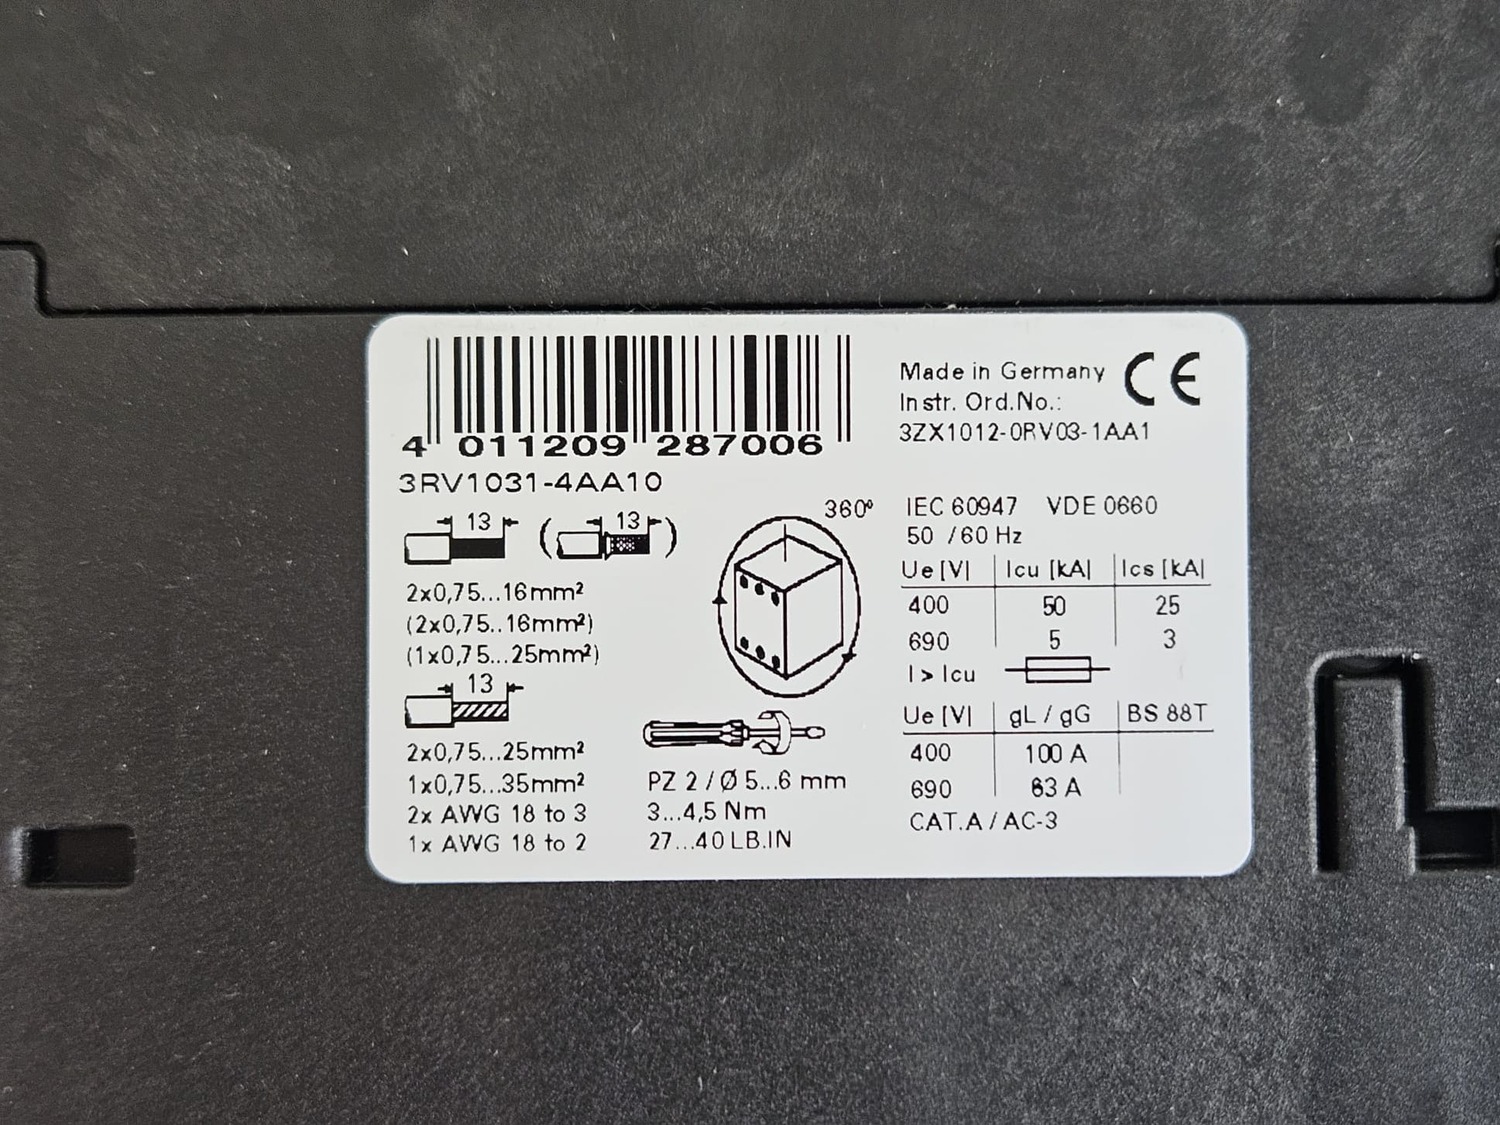 4 011209 287006
3RV1031-4AA10
13 (13)
2x0,75...16mm²
(2x0,75..16mm²)
(1x0,75...25mm²)
13
2x0,75...25mm²
1x0,75...35mm²
2x AWG 18 to 3
1x AWG 18 to 2
360°
PZ 2 / Ø 5...6 mm
3...4,5 Nm
27...40 LB.IN
Made in Germany CE
Instr. Ord.No.:
3ZX1012-0RV03-1AA1
IEC 60947 VDE 0660
50 /60 Hz
Ue [V] Icu [kA] Ics [kA]
400 50 25
690 5 3
I > Icu
Ue [V] gL / gG BS 88T
400 100 A
690 63 A
CAT.A / AC-3